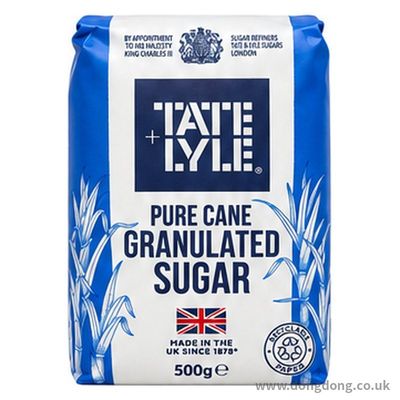 BY APPOINTMENT
TO HIS MAJESTY
KING CHARLES III
SUGAR REFINERS
TATE & LYLE SUGARS
LONDON
TATE
+LYLE®
PURE CANE
GRANULATED
SUGAR
MADE IN THE
UK SINCE 1878*
500g℮
RECYCLABLE
PAPER
www.dongdong.co.uk